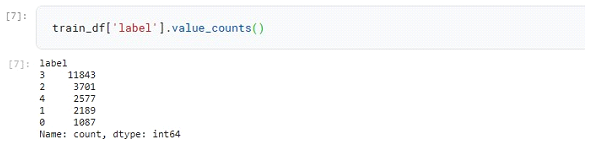 [7]:
train_df['label'].value_counts()
[7]:
label
3    11843
2     3701
4     2577
1     2189
0     1087
Name: count, dtype: int64